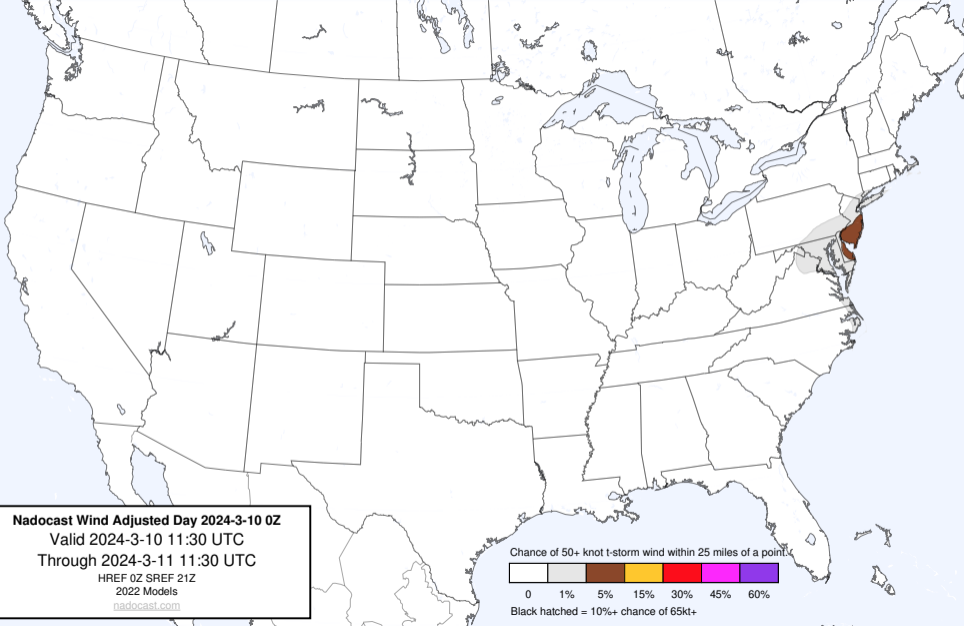 Nadocast Wind Adjusted Day 2024-3-10 0Z
Valid 2024-3-10 11:30 UTC
Through 2024-3-11 11:30 UTC
HREF 0Z SREF 21Z
2022 Models
nadocast.com
Chance of 50+ knot t-storm wind within 25 miles of a point.
0 1% 5% 15% 30% 45% 60%
Black hatched = 10%+ chance of 65kt+